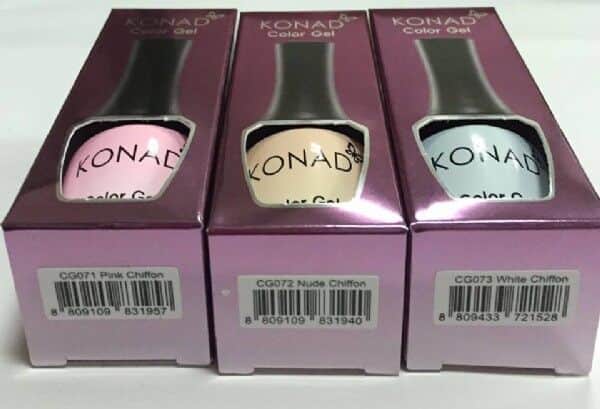 KONAD
Color Gel
KONAD
CG071 Pink Chiffon
8 809109 831957
KONAD
Color Gel
KONAD
CG072 Nude Chiffon
8 809109 831940
KONAD
Color Gel
KONAD
CG073 White Chiffon
8 809433 721528